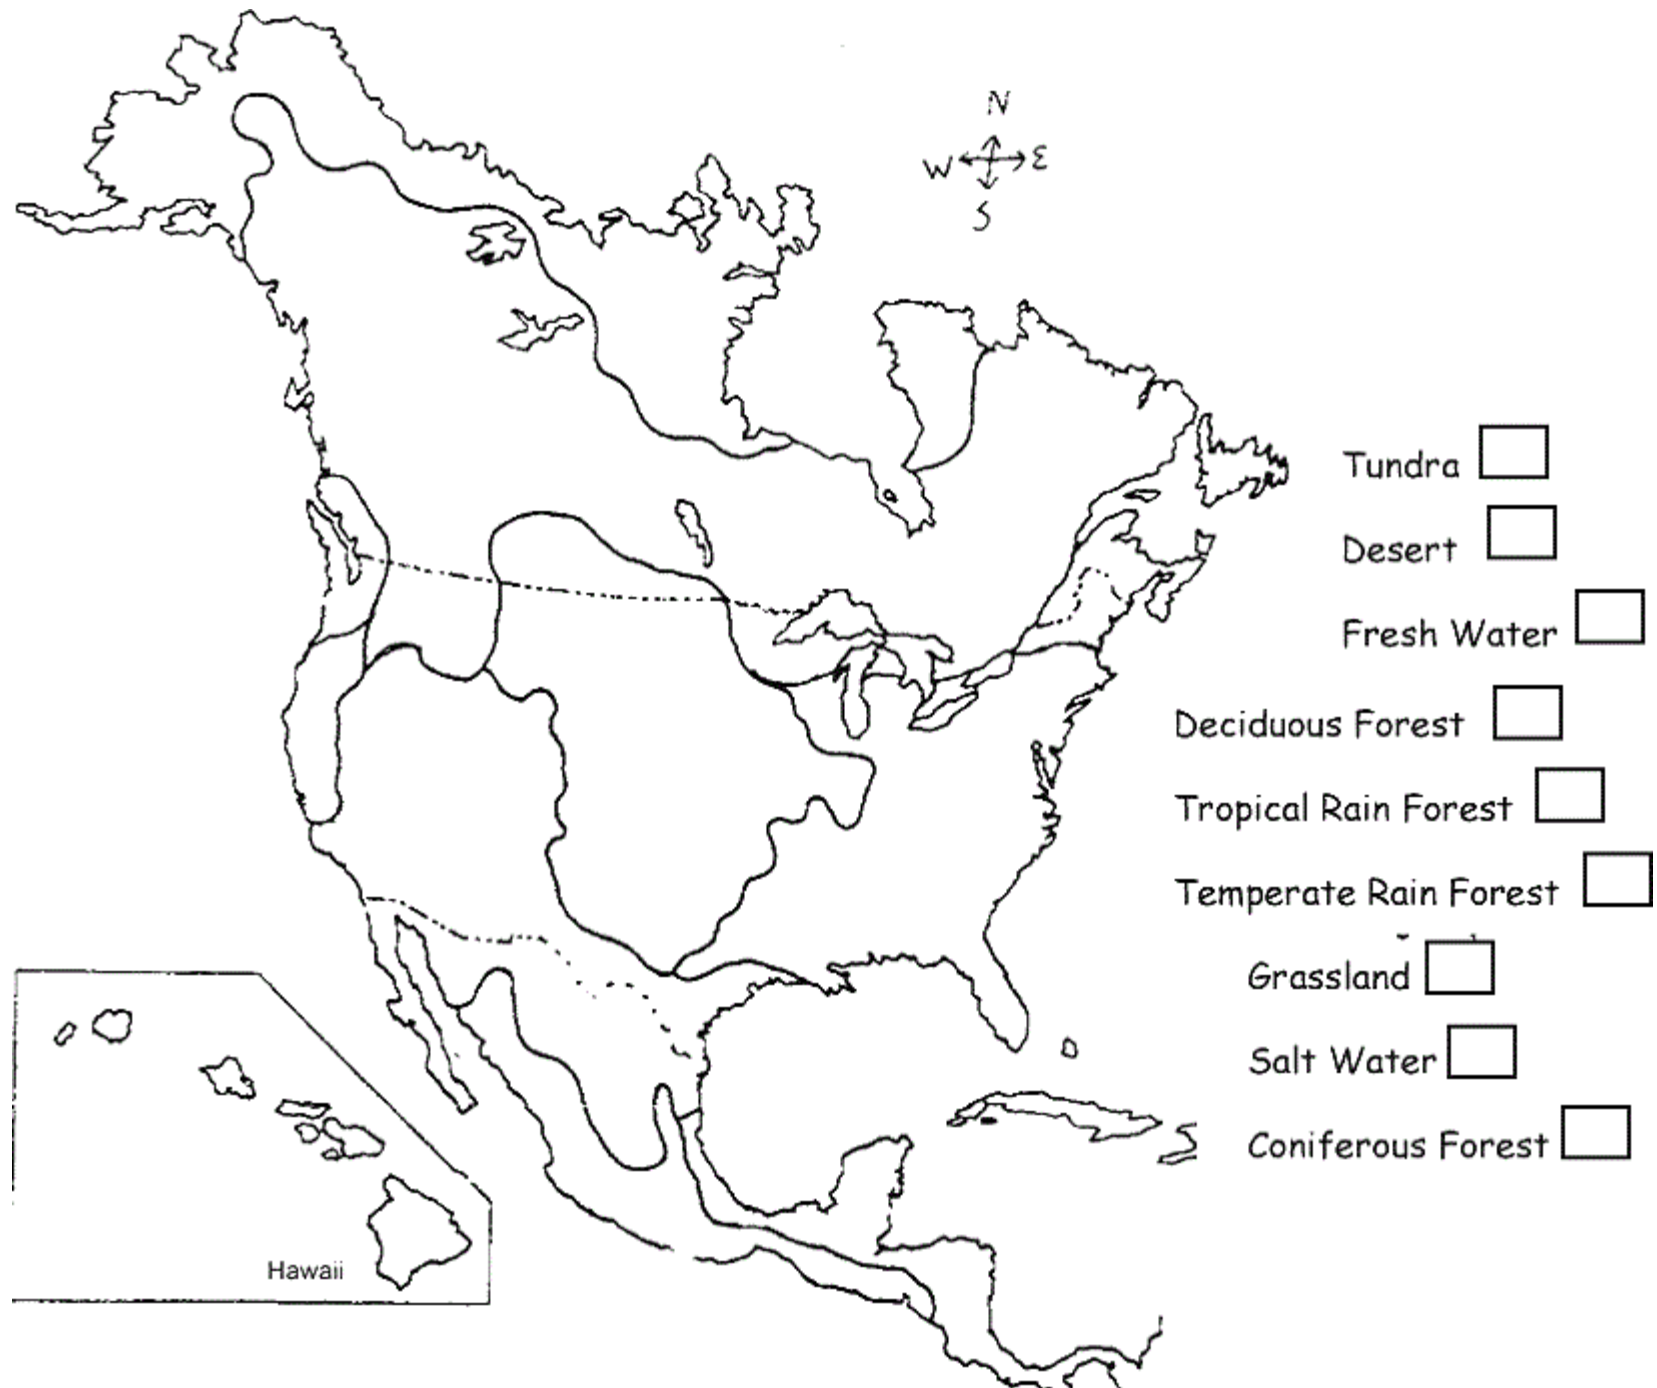 N
W E
S
Tundra
Desert
Fresh Water
Deciduous Forest
Tropical Rain Forest
Temperate Rain Forest
Grassland
Salt Water
Coniferous Forest
Hawaii